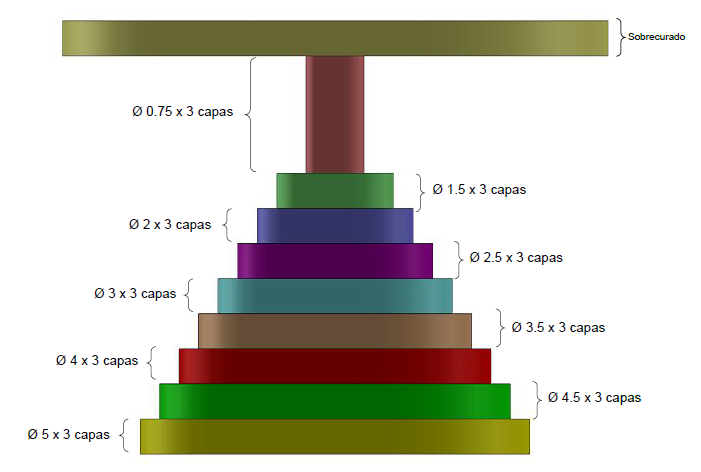 Sobrecurado
Ø 0.75 x 3 capas
Ø 1.5 x 3 capas
Ø 2 x 3 capas
Ø 2.5 x 3 capas
Ø 3 x 3 capas
Ø 3.5 x 3 capas
Ø 4 x 3 capas
Ø 4.5 x 3 capas
Ø 5 x 3 capas